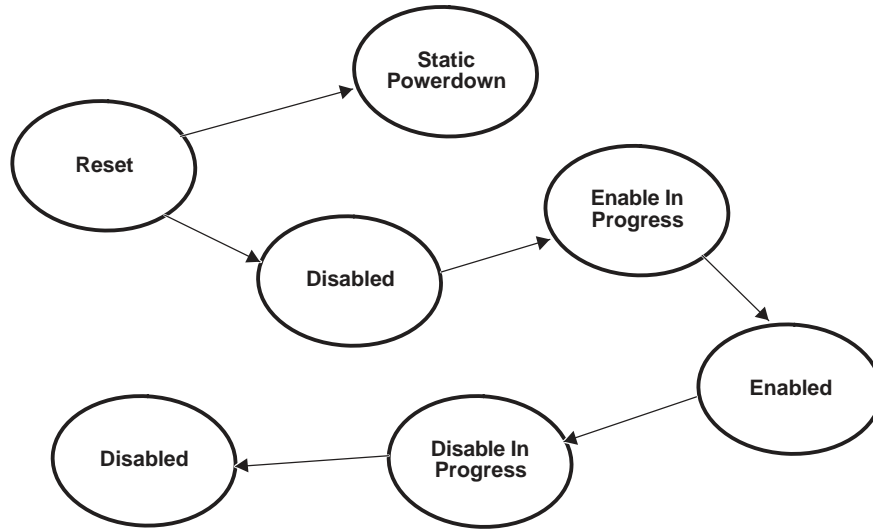 Static
Powerdown
Reset
Enable In
Progress
Disabled
Enabled
Disable In
Progress
Disabled